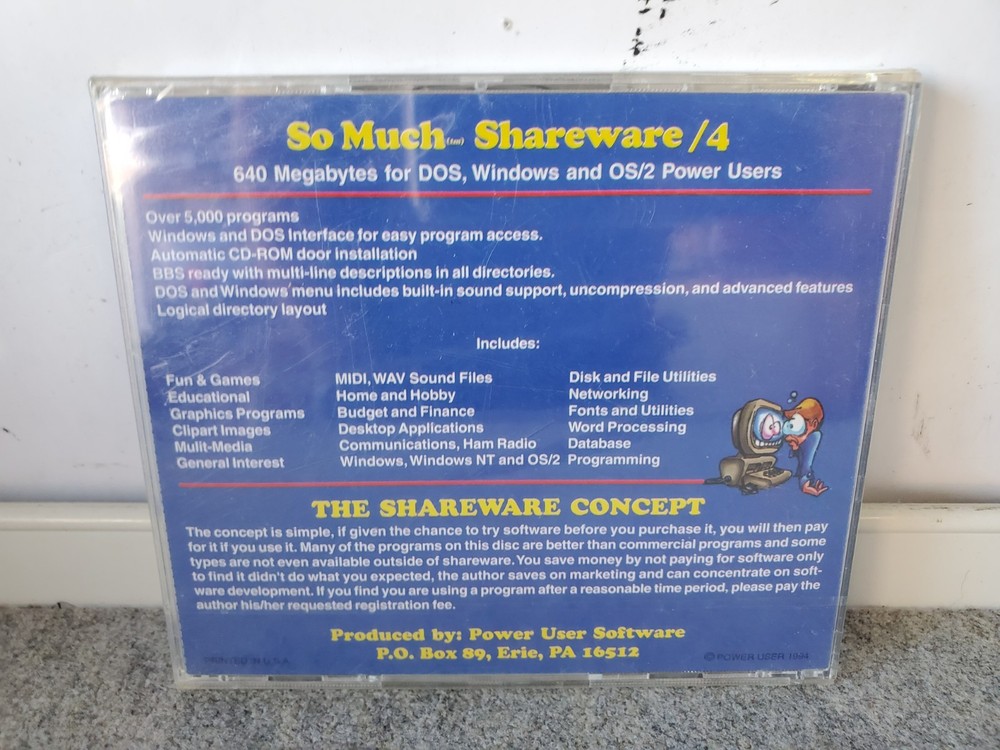 So Much(tm) Shareware /4
640 Megabytes for DOS, Windows and OS/2 Power Users
Over 5,000 programs
Windows and DOS Interface for easy program access.
Automatic CD-ROM door installation
BBS ready with multi-line descriptions in all directories.
DOS and Windows menu includes built-in sound support, uncompression, and advanced features
Logical directory layout
Includes:
Fun & Games
Educational
Graphics Programs
Clipart Images
Mulit-Media
General Interest
MIDI, WAV Sound Files
Home and Hobby
Budget and Finance
Desktop Applications
Communications, Ham Radio
Windows, Windows NT and OS/2
Disk and File Utilities
Networking
Fonts and Utilities
Word Processing
Database
Programming
THE SHAREWARE CONCEPT
The concept is simple, if given the chance to try software before you purchase it, you will then pay
for it if you use it. Many of the programs on this disc are better than commercial programs and some
types are not even available outside of shareware. You save money by not paying for software only
to find it didn't do what you expected, the author saves on marketing and can concentrate on soft-
ware development. If you find you are using a program after a reasonable time period, please pay the
author his/her requested registration fee.
Produced by: Power User Software
P.O. Box 89, Erie, PA 16512
PRINTED IN U.S.A.
© POWER USER 1994